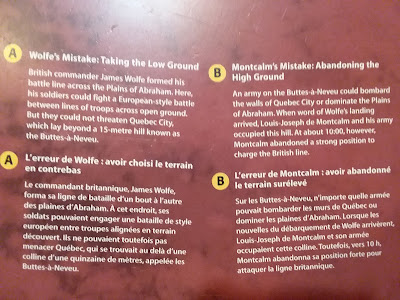 A
Wolfe's Mistake: Taking the Low Ground
British commander James Wolfe formed his
battle line across the Plains of Abraham. Here,
his soldiers could fight a European-style battle
between lines of troops across open ground.
But they could not threaten Quebec City,
which lay beyond a 15-metre hill known as
the Buttes-à-Neveu.
A
L'erreur de Wolfe : avoir choisi le terrain
en contrebas
Le commandant britannique, James Wolfe,
forma sa ligne de bataille d'un bout à l'autre
des plaines d'Abraham. À cet endroit, ses
soldats pouvaient engager une bataille de style
européen entre troupes alignées en terrain
découvert. Ils ne pouvaient toutefois pas
menacer Québec, qui se trouvait au delà d'une
colline d'une quinzaine de mètres, appelée les
Buttes-à-Neveu.
B
Montcalm's Mistake: Abandoning the
High Ground
An army on the Buttes-à-Neveu could bombard
the walls of Quebec City or dominate the Plains
of Abraham. When word of Wolfe's landing
arrived, Louis-Joseph de Montcalm and his army
occupied this hill. At about 10:00, however,
Montcalm abandoned a strong position to
charge the British line.
B
L'erreur de Montcalm : avoir abandonné
le terrain surélevé
Sur les Buttes-à-Neveu, n'importe quelle armée
pouvait bombarder les murs de Québec ou
dominer les plaines d'Abraham. Lorsque les
nouvelles du débarquement de Wolfe arrivèrent,
Louis-Joseph de Montcalm et son armée
occupaient cette colline. Toutefois, vers 10 h,
Montcalm abandonna sa position forte pour
attaquer la ligne britannique.